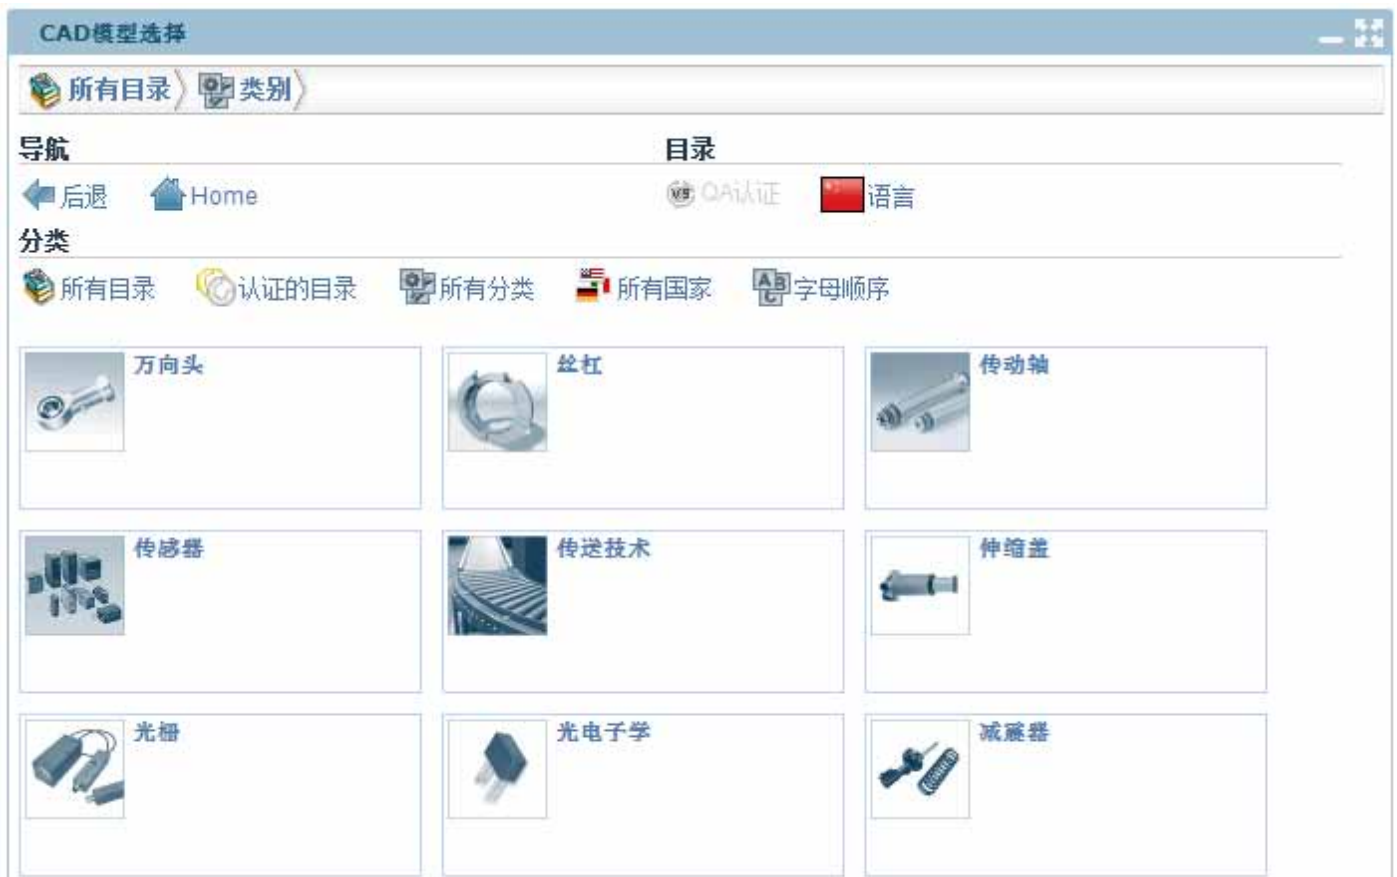 CAD模型选择
所有目录 类别
导航 目录
后退 Home QA认证 语言
分类
所有目录 认证的目录 所有分类 所有国家 字母顺序
万向头 丝杠 传动轴
传感器 传送技术 伸缩盖
光栅 光电子学 减震器